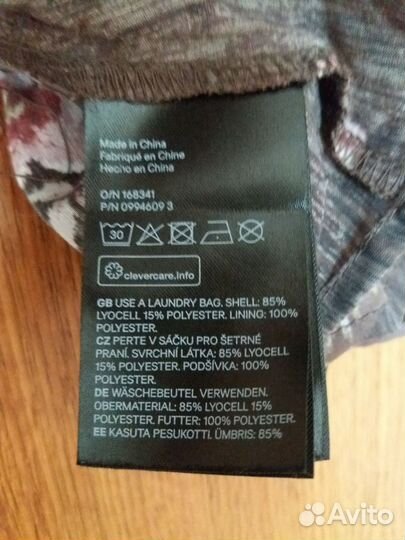 Made in China
Fabriqué en Chine
Hecho en China
O/N 168341
P/N 0994609 3
30
clevercare.info
GB USE A LAUNDRY BAG. SHELL: 85%
LYOCELL 15% POLYESTER. LINING: 100%
POLYESTER.
CZ PERTE V SÁČKU PRO ŠETRNÉ
PRANÍ. SVRCHNÍ LÁTKA: 85% LYOCELL
15% POLYESTER. PODŠÍVKA: 100%
POLYESTER.
DE WÄSCHEBEUTEL VERWENDEN.
OBERMATERIAL: 85% LYOCELL 15%
POLYESTER. FUTTER: 100% POLYESTER.
EE KASUTA PESUKOTTI. ÜMBRIS: 85%
Avito